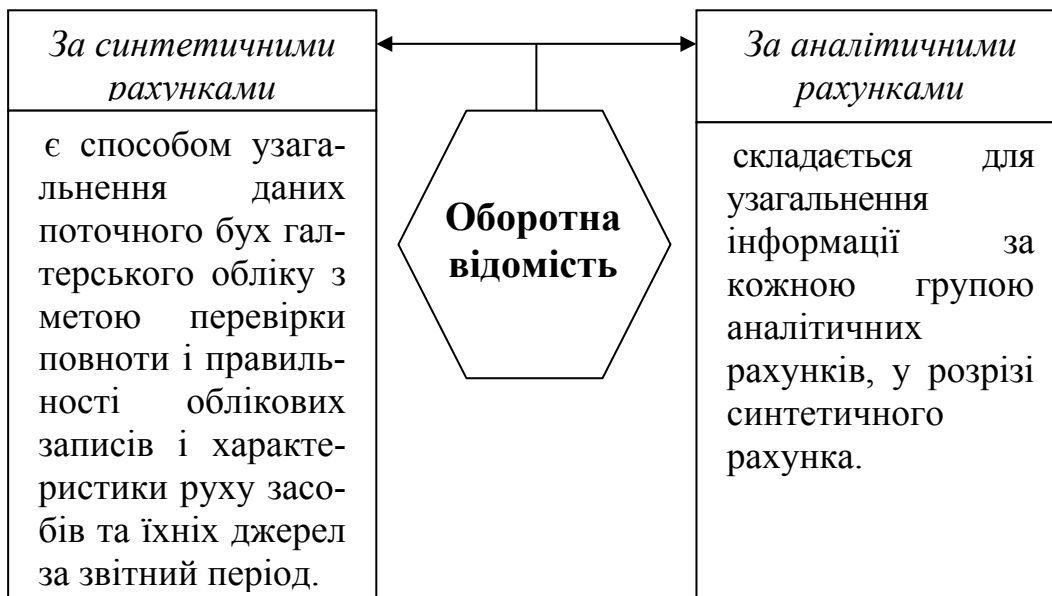 За синтетичними
рахунками
є способом узага-
льнення даних
поточного бух гал-
терського обліку з
метою перевірки
повноти і правиль-
ності облікових
записів і характе-
ристики руху засо-
бів та їхніх джерел
за звітний період.
Оборотна
відомість
За аналітичними
рахунками
складається для
узагальнення
інформації за
кожною групою
аналітичних
рахунків, у розрізі
синтетичного
рахунка.